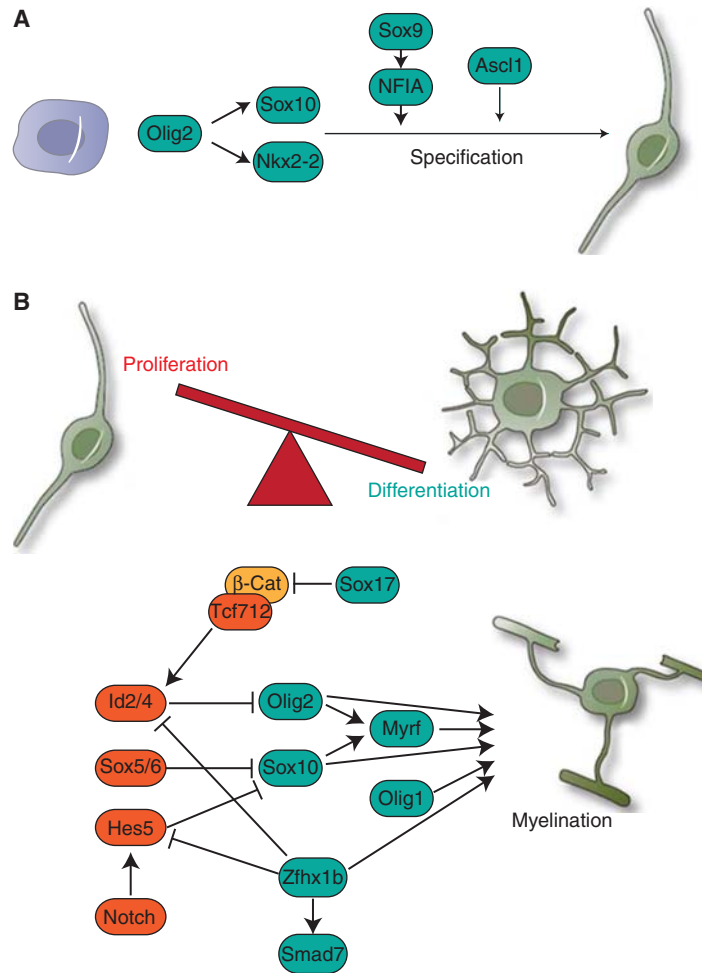 A
Sox9
NFIA
Ascl1
Sox10
Olig2
Nkx2-2
Specification
B
Proliferation
Differentiation
β-Cat
Sox17
Tcf712
Id2/4
Olig2
Myrf
Sox5/6
Sox10
Olig1
Hes5
Myelination
Zfhx1b
Notch
Smad7